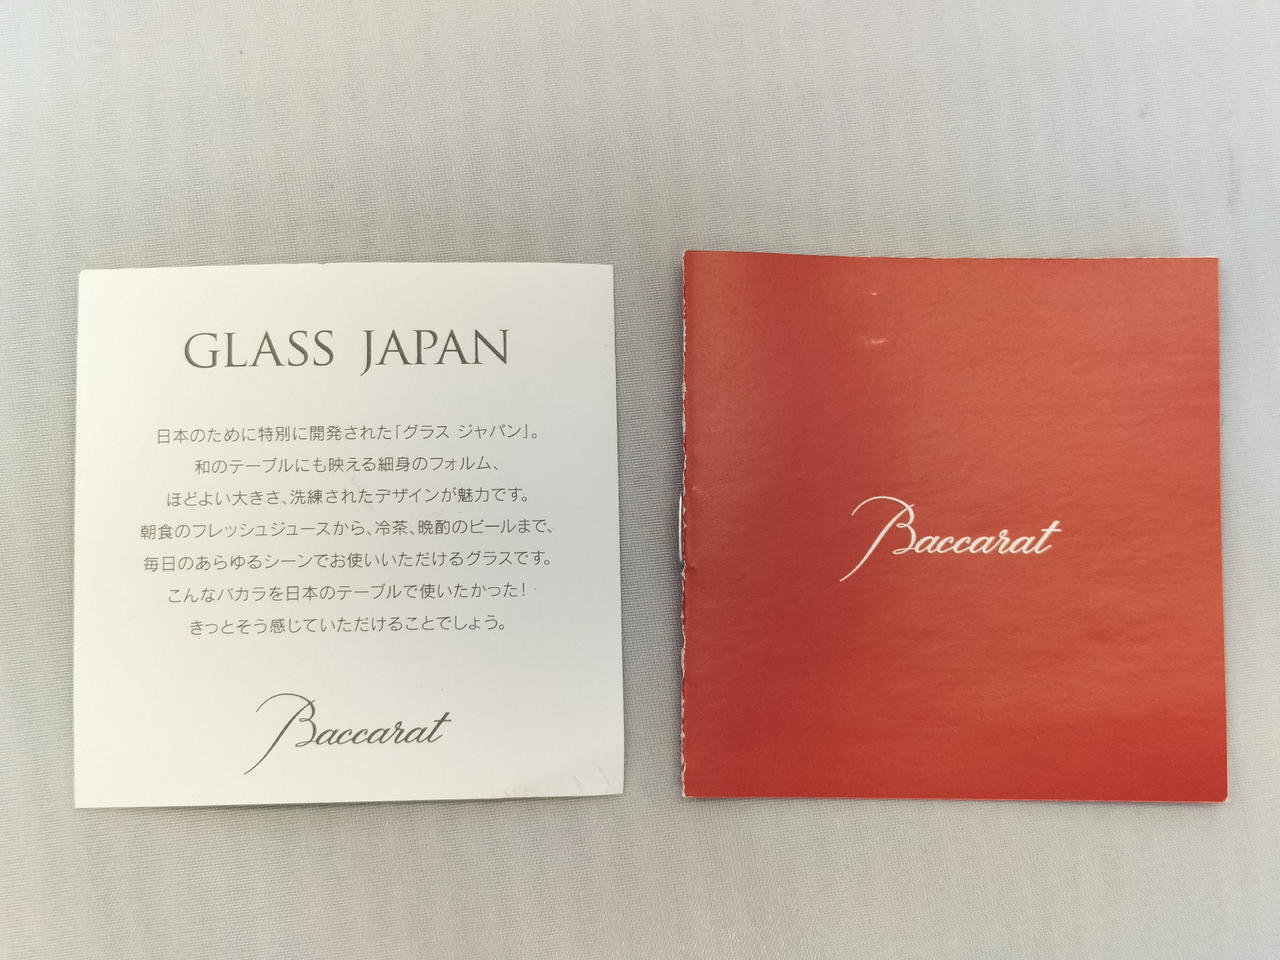 GLASS JAPAN
日本のために特別に開発された「グラス ジャパン」。
和のテーブルにも映える細身のフォルム、
ほどよい大きさ、洗練されたデザインが魅力です。
朝食のフレッシュジュースから、冷茶、晩酌のビールまで、
毎日のあらゆるシーンでお使いいただけるグラスです。
こんなバカラを日本のテーブルで使いたかった!
きっとそう感じていただけることでしょう。
Baccarat
Baccarat